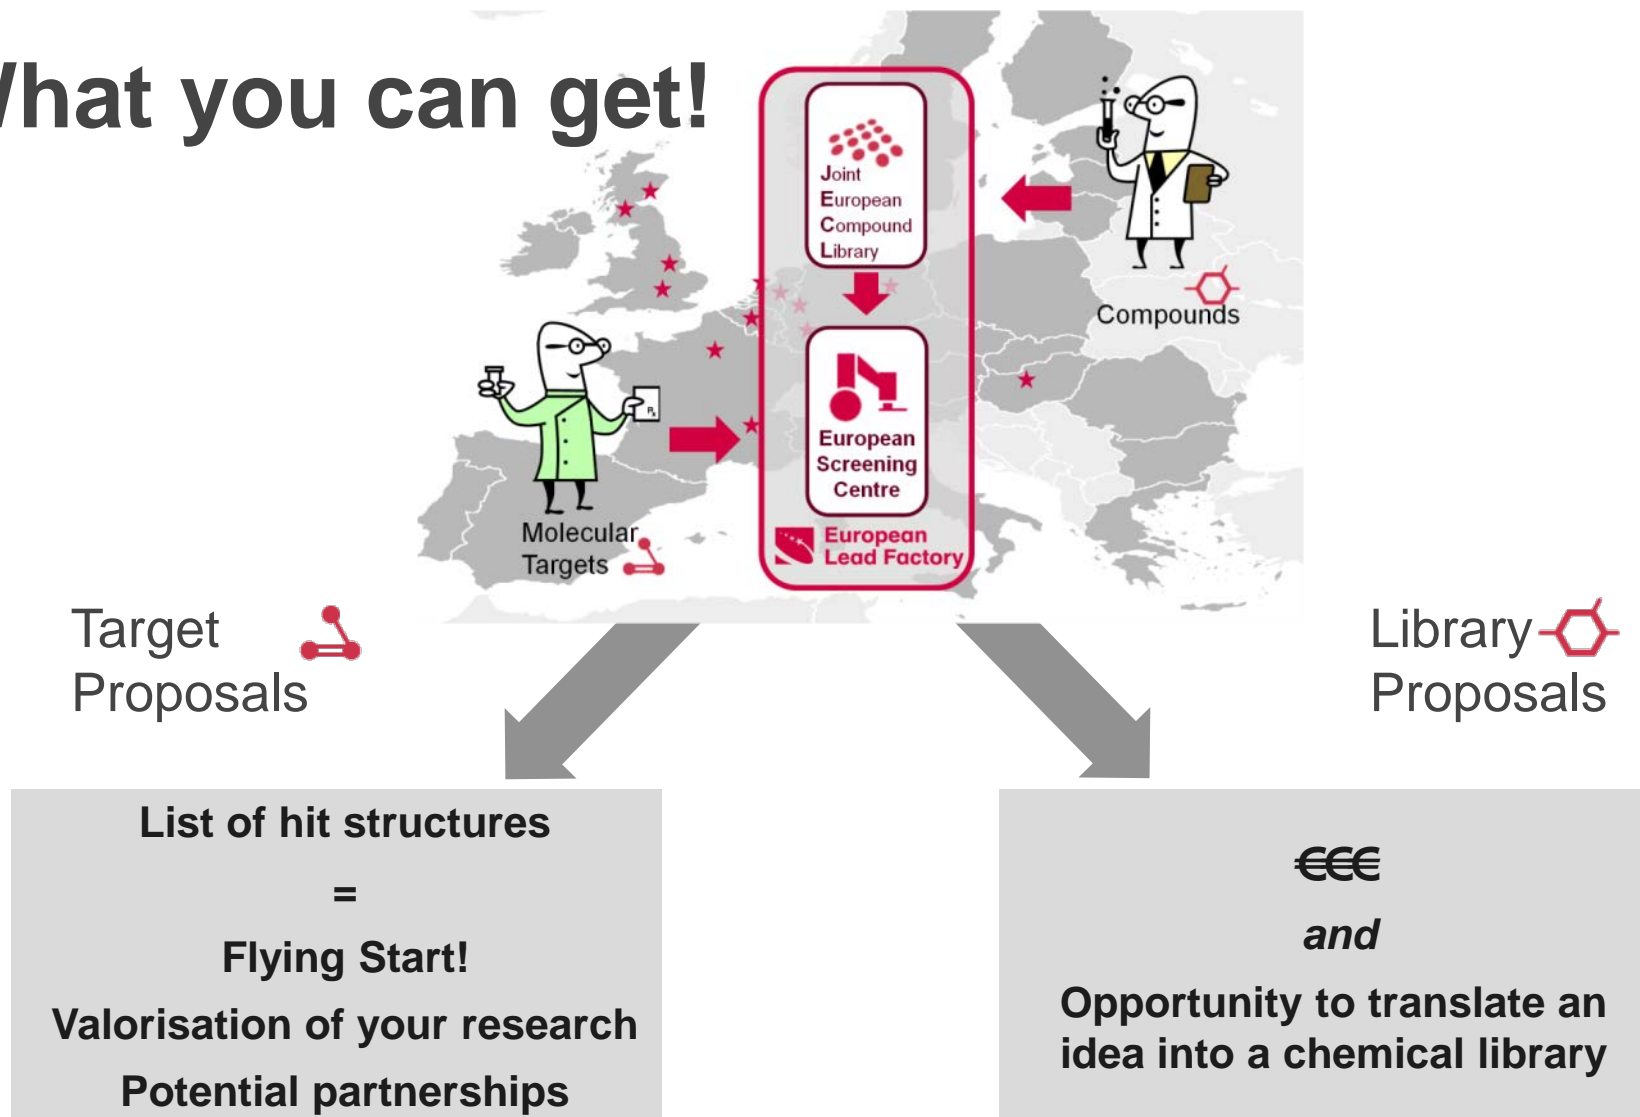 What you can get!
Joint
European
Compound
Library
Compounds
European
Screening
Centre
European
Lead Factory
Molecular
Targets
Target
Proposals
Library
Proposals
List of hit structures
=
Flying Start!
Valorisation of your research
Potential partnerships
€€€
and
Opportunity to translate an
idea into a chemical library